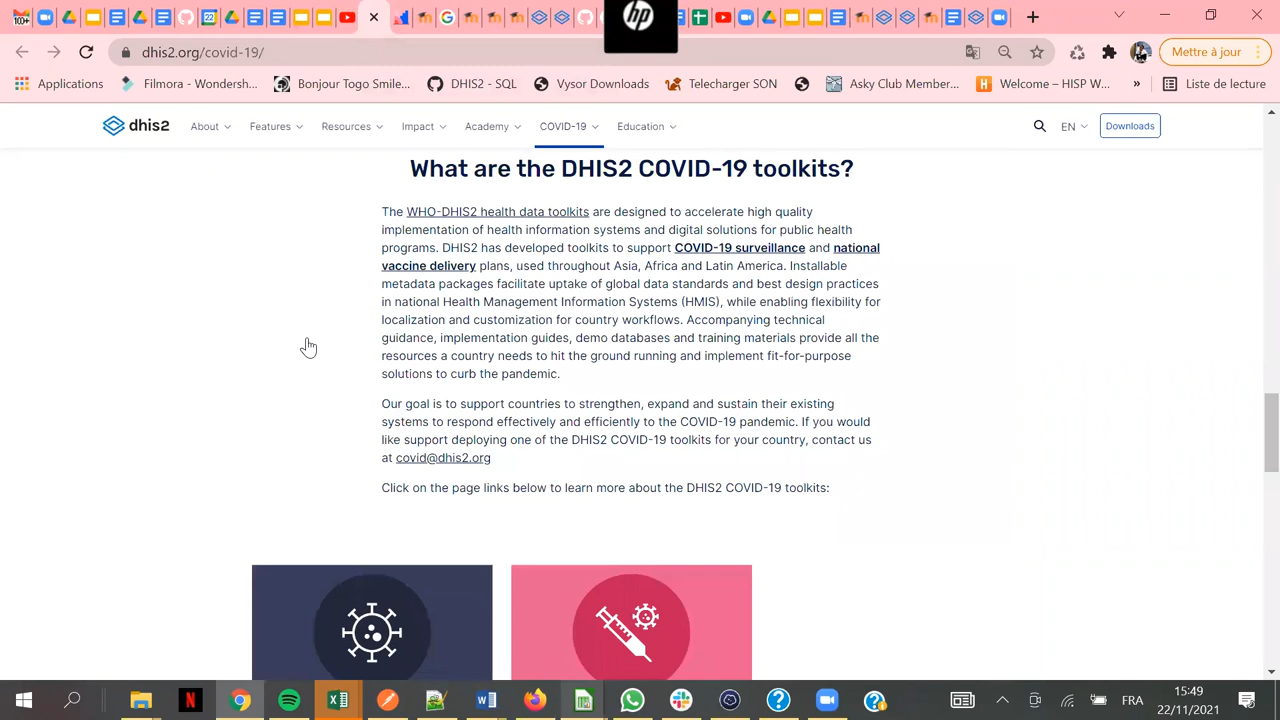 hp
dhis2.org/covid-19/
Mettre à jour
Applications
Filmora - Wondersh...
Bonjour Togo Smile...
DHIS2 - SQL
Vysor Downloads
Telecharger SON
Asky Club Member...
Welcome – HISP W...
»
Liste de lecture
dhis2
About
Features
Resources
Impact
Academy
COVID-19
Education
EN
Downloads
What are the DHIS2 COVID-19 toolkits?
The WHO-DHIS2 health data toolkits are designed to accelerate high quality
implementation of health information systems and digital solutions for public health
programs. DHIS2 has developed toolkits to support COVID-19 surveillance and national
vaccine delivery plans, used throughout Asia, Africa and Latin America. Installable
metadata packages facilitate uptake of global data standards and best design practices
in national Health Management Information Systems (HMIS), while enabling flexibility for
localization and customization for country workflows. Accompanying technical
guidance, implementation guides, demo databases and training materials provide all the
resources a country needs to hit the ground running and implement fit-for-purpose
solutions to curb the pandemic.
Our goal is to support countries to strengthen, expand and sustain their existing
systems to respond effectively and efficiently to the COVID-19 pandemic. If you would
like support deploying one of the DHIS2 COVID-19 toolkits for your country, contact us
at covid@dhis2.org
Click on the page links below to learn more about the DHIS2 COVID-19 toolkits:
FRA
15:49
22/11/2021